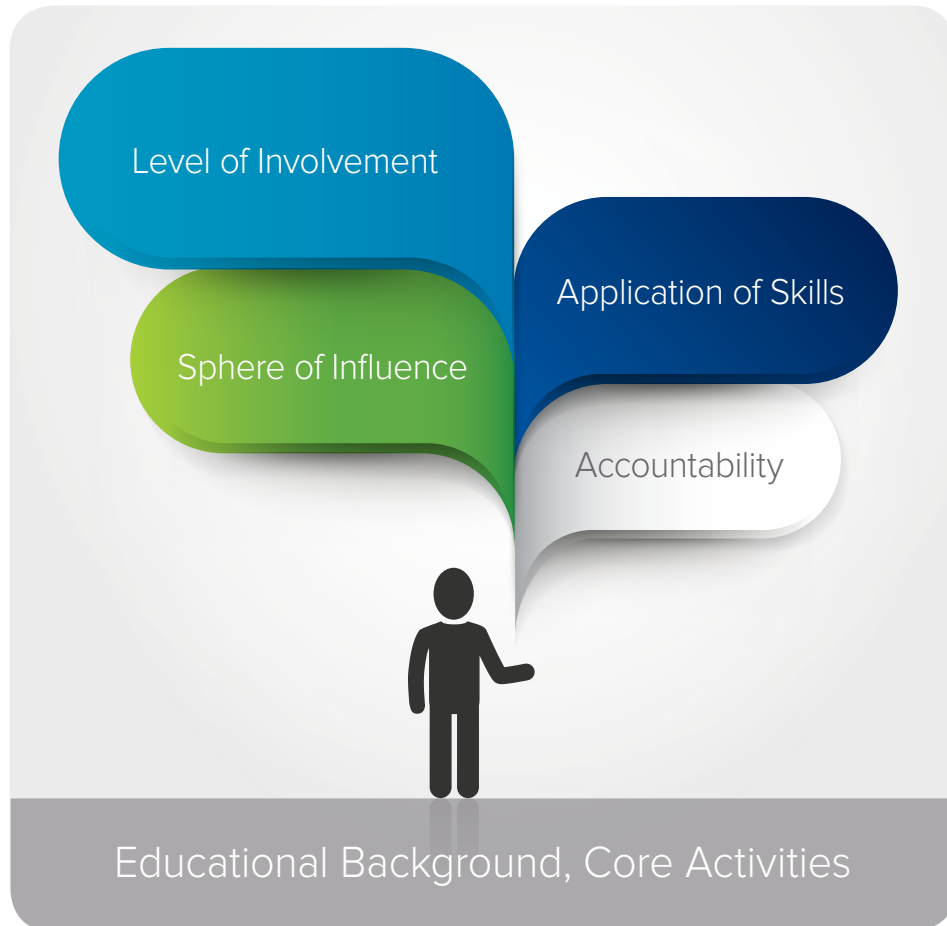 Level of Involvement
Application of Skills
Sphere of Influence
Accountability
Educational Background, Core Activities